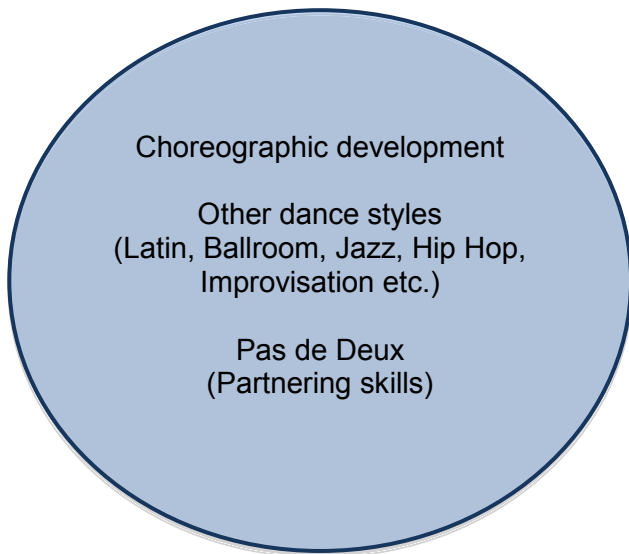 Choreographic development
Other dance styles
(Latin, Ballroom, Jazz, Hip Hop,
Improvisation etc.)
Pas de Deux
(Partnering skills)